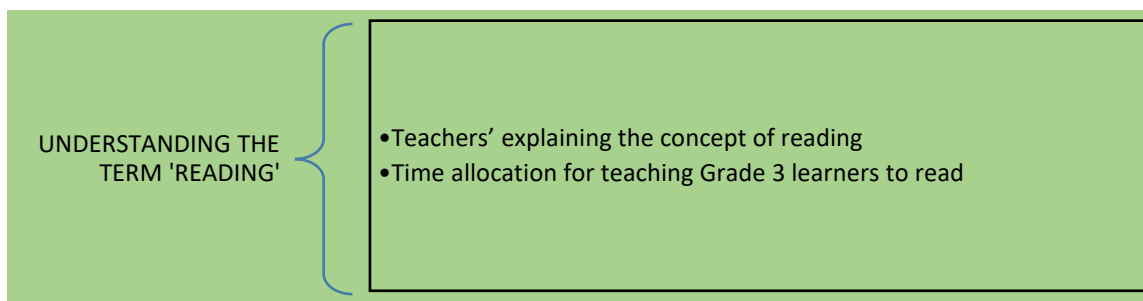 UNDERSTANDING THE
TERM 'READING'
•Teachers’ explaining the concept of reading
•Time allocation for teaching Grade 3 learners to read